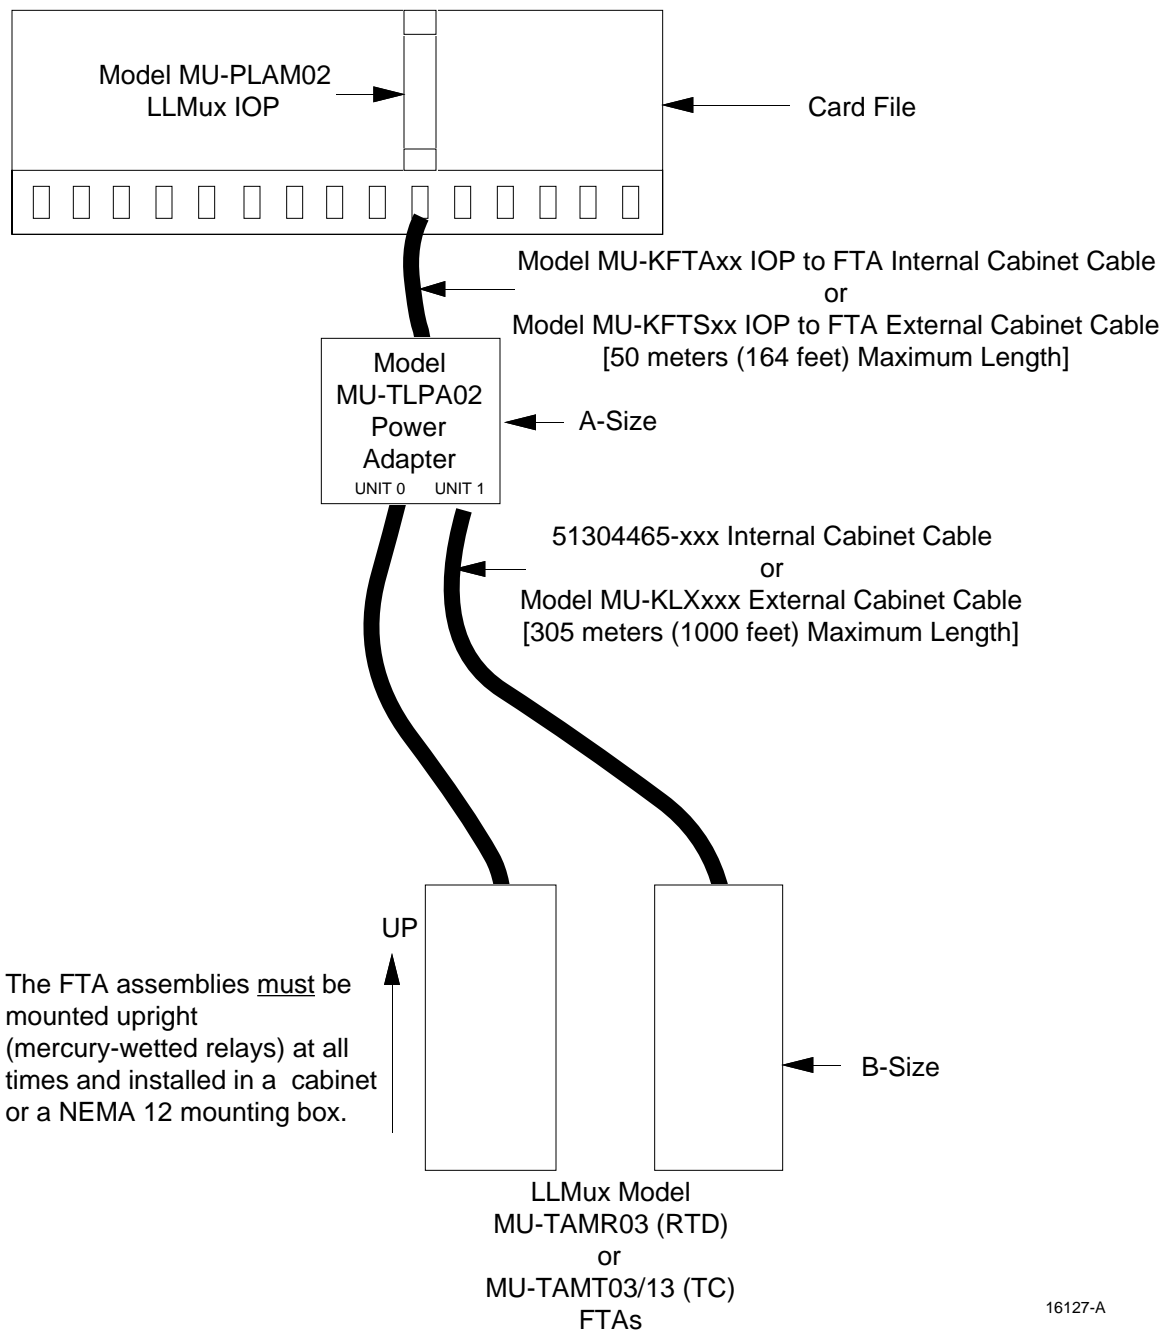 Model MU-PLAM02
LLMux IOP
Card File
Model MU-KFTAxx IOP to FTA Internal Cabinet Cable
or
Model MU-KFTSxx IOP to FTA External Cabinet Cable
[50 meters (164 feet) Maximum Length]
Model
MU-TLPA02
Power
Adapter
UNIT 0 UNIT 1
A-Size
51304465-xxx Internal Cabinet Cable
or
Model MU-KLXxxx External Cabinet Cable
[305 meters (1000 feet) Maximum Length]
UP
The FTA assemblies must be
mounted upright
(mercury-wetted relays) at all
times and installed in a cabinet
or a NEMA 12 mounting box.
B-Size
LLMux Model
MU-TAMR03 (RTD)
or
MU-TAMT03/13 (TC)
FTAs
16127-A